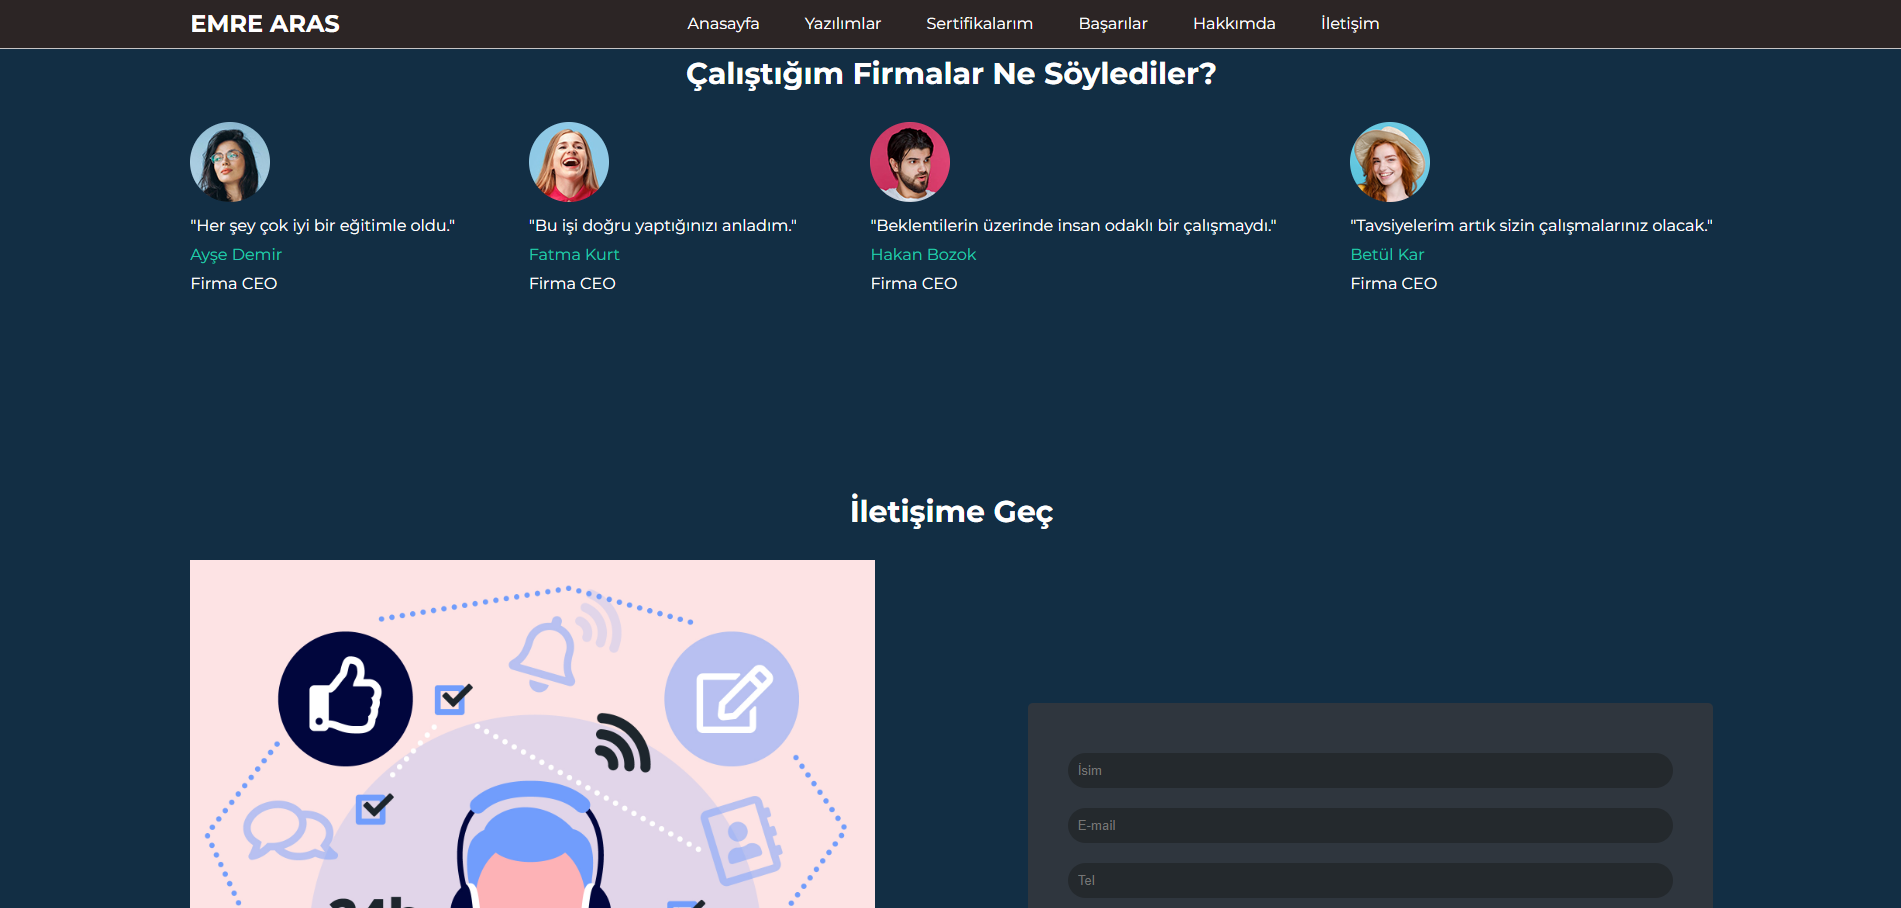 EMRE ARAS
Anasayfa
Yazılımlar
Sertifikalarım
Başarılar
Hakkımda
İletişim
Çalıştığım Firmalar Ne Söylediler?
"Her şey çok iyi bir eğitimle oldu."
Ayşe Demir
Firma CEO
"Bu işi doğru yaptığınızı anladım."
Fatma Kurt
Firma CEO
"Beklentilerin üzerinde insan odaklı bir çalışmaydı."
Hakan Bozok
Firma CEO
"Tavsiyelerim artık sizin çalışmalarınız olacak."
Betül Kar
Firma CEO
İletişime Geç
24h
İsim
E-mail
Tel